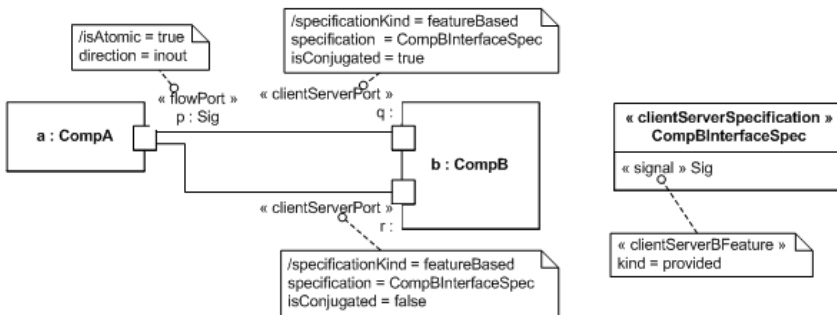 /specificationKind = featureBased
specification = CompBInterfaceSpec
isConjugated = true
/isAtomic = true
direction = inout
« flowPort »
p : Sig
« clientServerPort »
q :
a : CompA
b : CompB
« clientServerSpecification »
CompBInterfaceSpec
« signal » Sig
« clientServerPort »
r :
« clientServerBFeature »
kind = provided
/specificationKind = featureBased
specification = CompBInterfaceSpec
isConjugated = false